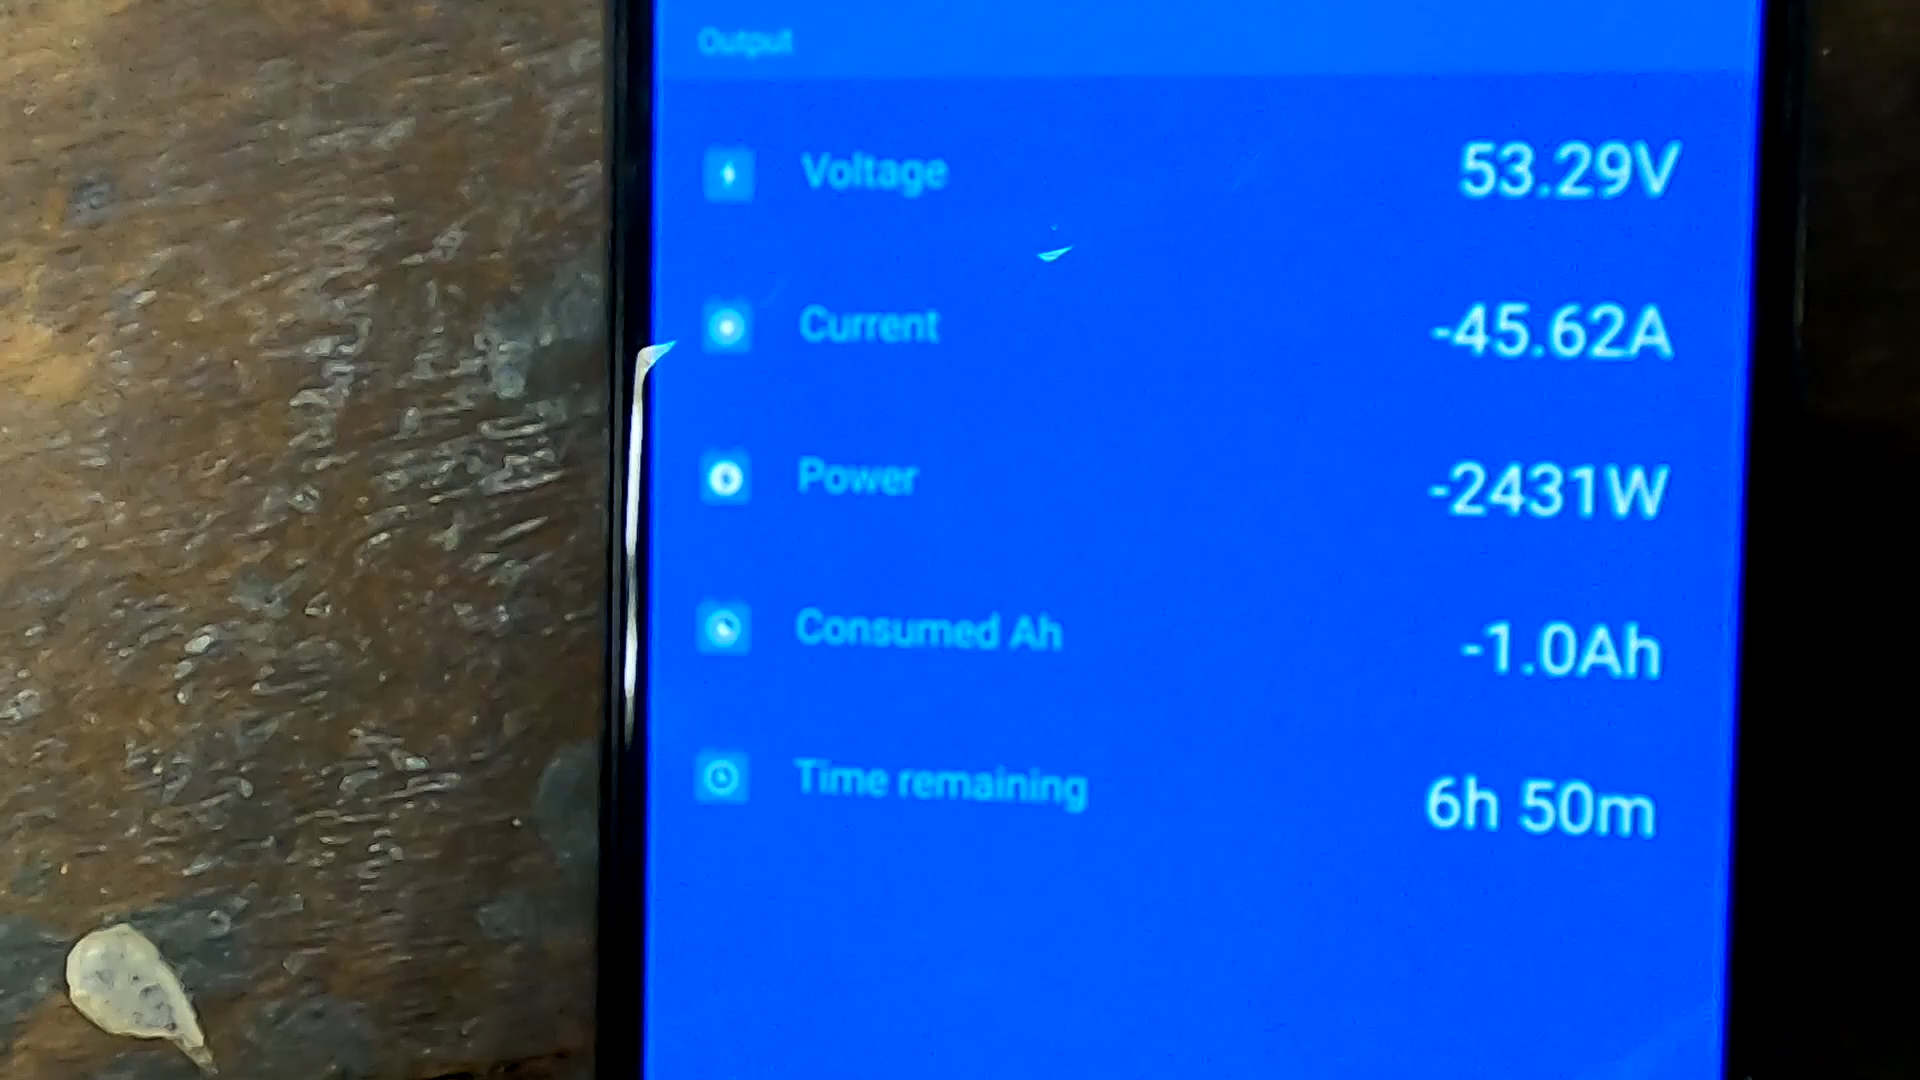 Output
Voltage 53.29V
Current -45.62A
Power -2431W
Consumed Ah -1.0Ah
Time remaining 6h 50m